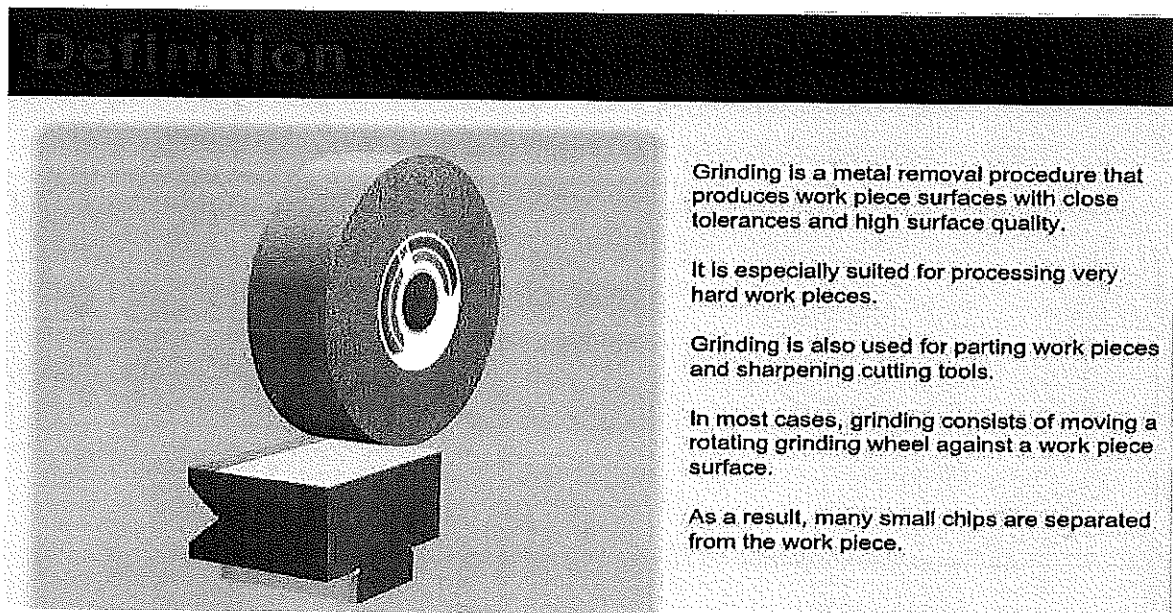 Definition
Grinding is a metal removal procedure that
produces work piece surfaces with close
tolerances and high surface quality.
It is especially suited for processing very
hard work pieces.
Grinding is also used for parting work pieces
and sharpening cutting tools.
In most cases, grinding consists of moving a
rotating grinding wheel against a work piece
surface.
As a result, many small chips are separated
from the work piece.